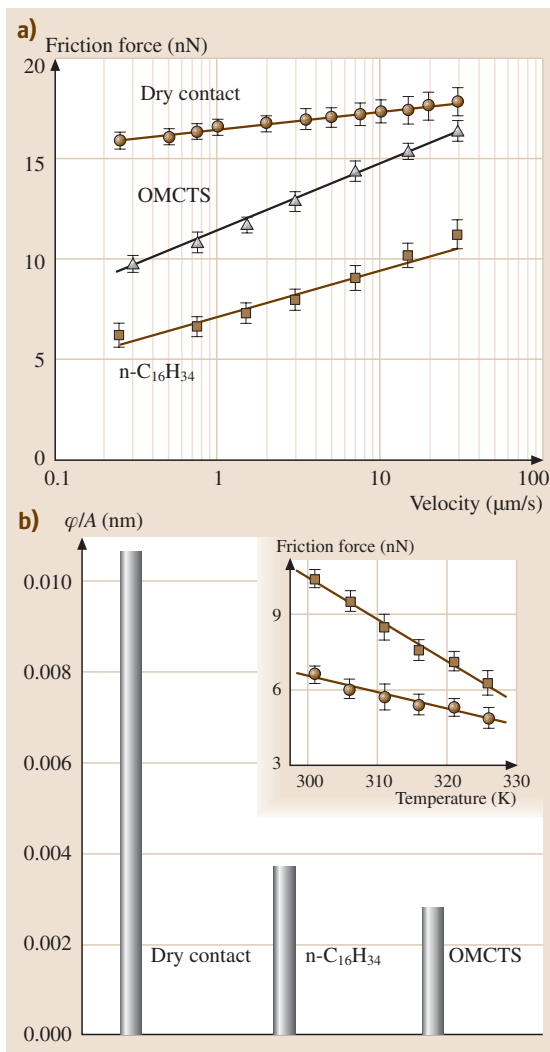 a)
Friction force (nN)
20
Dry contact
15
OMCTS
10
5
n-C₁₆H₃₄
0
0.1 1 10 100
Velocity (μm/s)
b)
φ/A (nm)
0.010
0.008
0.006
0.004
0.002
0.000
Dry contact n-C₁₆H₃₄ OMCTS
Friction force (nN)
9
6
3
300 310 320 330
Temperature (K)